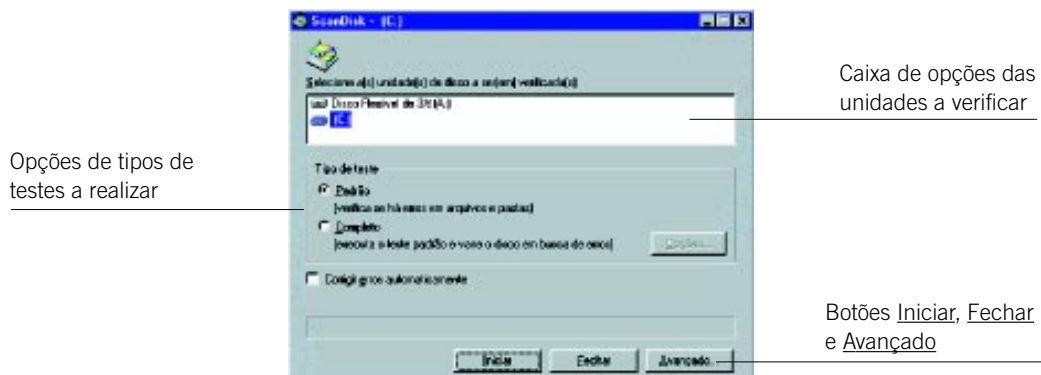 ScanDisk - (C:)
Selecione a(s) unidade(s) de disco a ser(em) verificada(s)
Disco Flexível de 3½ (A:)
(C:)
Caixa de opções das
unidades a verificar
Opções de tipos de
testes a realizar
Tipo de teste
Padrão
(verifica se há erros em arquivos e pastas)
Completo
(executa o teste padrão e varre o disco em busca de erros)
Opções...
Corrigir erros automaticamente
Iniciar
Fechar
Avançado...
Botões Iniciar, Fechar
e Avançado